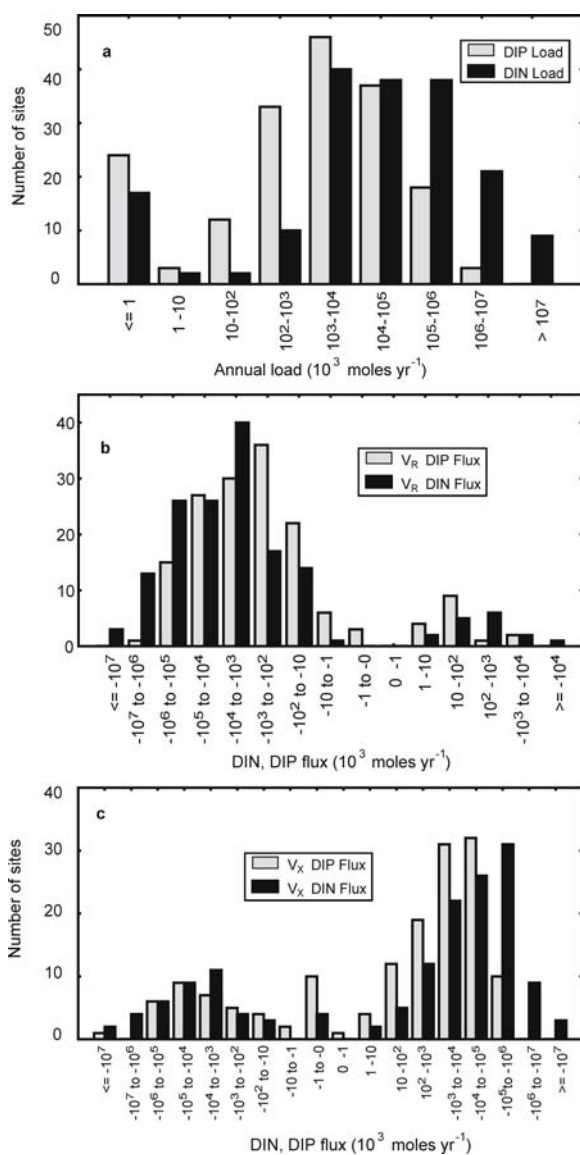 50
a
DIP Load
DIN Load
40
30
20
10
0
Number of sites
<= 1
1 -10
10-10²
10²-10³
10³-10⁴
10⁴-10⁵
10⁵-10⁶
10⁶-10⁷
> 10⁷
Annual load (10³ moles yr⁻¹)
b
40
V_R DIP Flux
V_R DIN Flux
30
20
10
0
<= -10⁷
-10⁷ to -10⁶
-10⁶ to -10⁵
-10⁵ to -10⁴
-10⁴ to -10³
-10³ to -10²
-10² to -10
-10 to -1
-1 to -0
0 -1
1 -10
10 -10²
10² -10³
-10³ to -10⁴
>= -10⁴
DIN, DIP flux (10³ moles yr⁻¹)
40
c
30
V_X DIP Flux
V_X DIN Flux
20
10
0
Number of sites
<= -10⁷
-10⁷ to -10⁶
-10⁶ to -10⁵
-10⁵ to -10⁴
-10⁴ to -10³
-10³ to -10²
-10² to -10
-10 to -1
-1 to -0
0 -1
1 -10
10 -10²
10² -10³
-10³ to -10⁴
-10⁴ to -10⁵
-10⁵ to -10⁶
-10⁶ to -10⁷
>= -10⁷
DIN, DIP flux (10³ moles yr⁻¹)